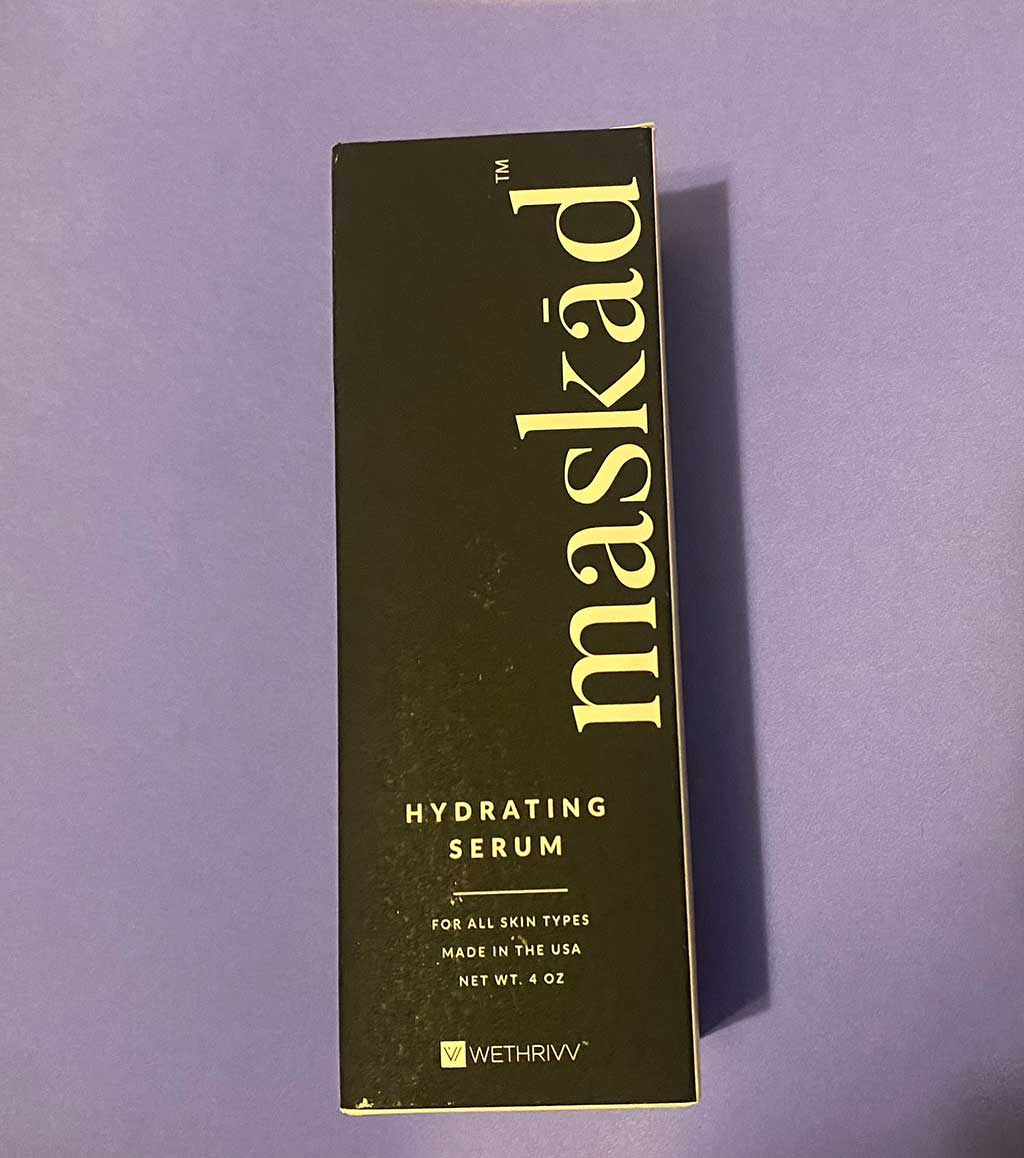 maskād™
HYDRATING
SERUM
FOR ALL SKIN TYPES
MADE IN THE USA
NET WT. 4 OZ
WETHRIVV™